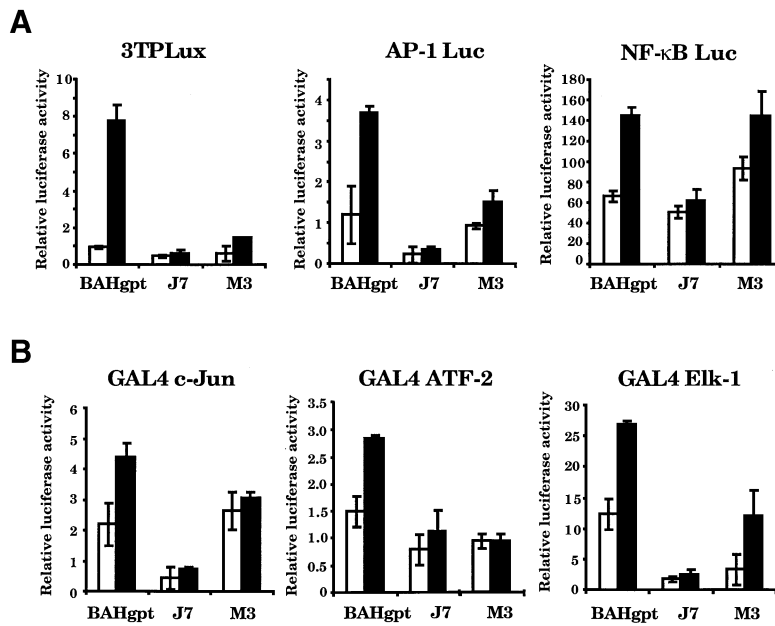 A
3TPLux
AP-1 Luc
NF-κB Luc
Relative luciferase activity
10
8
6
4
2
0
BAHgpt J7 M3
Relative luciferase activity
4
3
2
1
0
BAHgpt J7 M3
Relative luciferase activity
180
160
140
120
100
80
60
40
20
0
BAHgpt J7 M3
B
GAL4 c-Jun
GAL4 ATF-2
GAL4 Elk-1
Relative luciferase activity
6
5
4
3
2
1
0
BAHgpt J7 M3
Relative luciferase activity
3.5
3.0
2.5
2.0
1.5
1.0
0.5
0
BAHgpt J7 M3
Relative luciferase activity
30
25
20
15
10
5
0
BAHgpt J7 M3